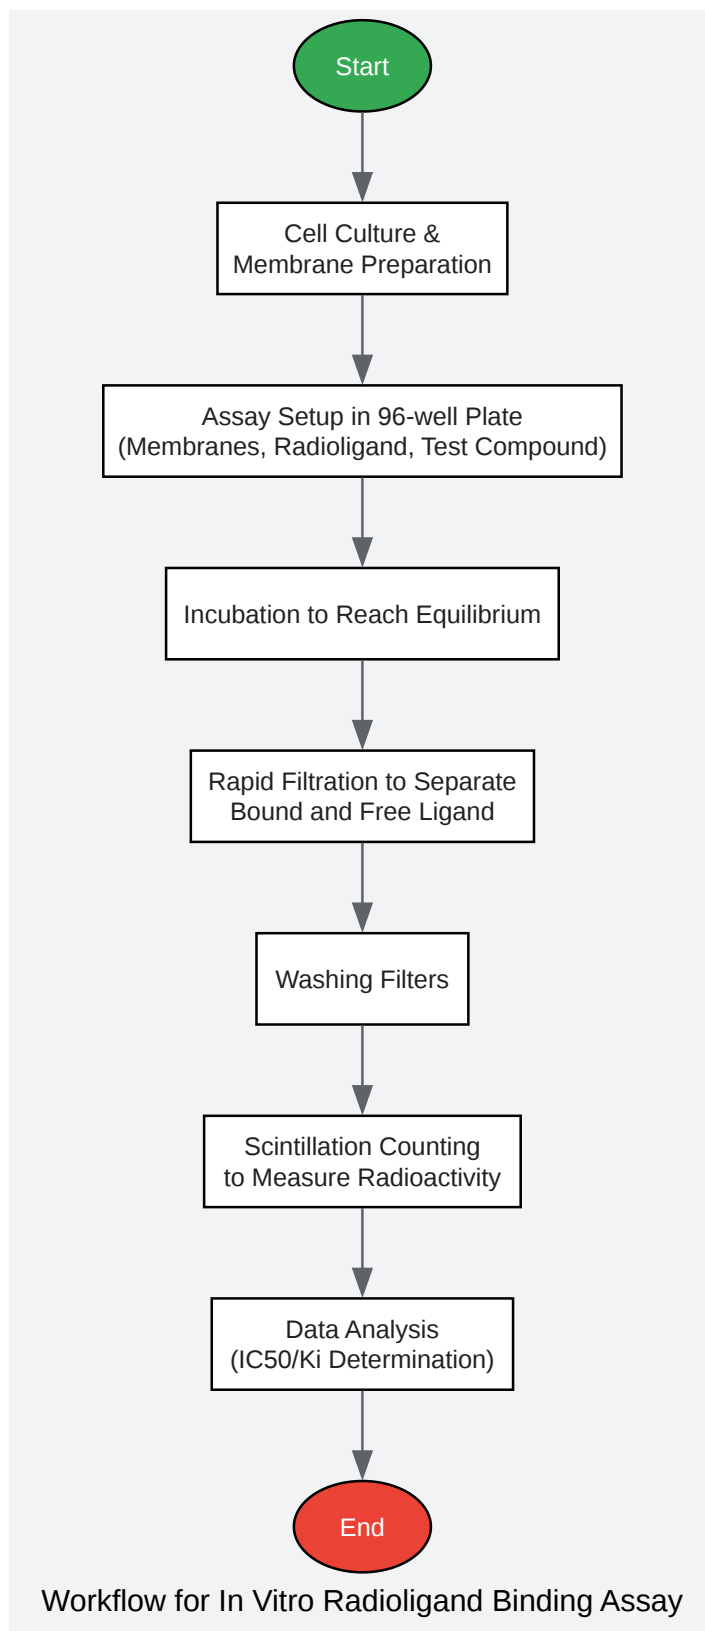 Start
Cell Culture &
Membrane Preparation
Assay Setup in 96-well Plate
(Membranes, Radioligand, Test Compound)
Incubation to Reach Equilibrium
Rapid Filtration to Separate
Bound and Free Ligand
Washing Filters
Scintillation Counting
to Measure Radioactivity
Data Analysis
(IC50/Ki Determination)
End
Workflow for In Vitro Radioligand Binding Assay